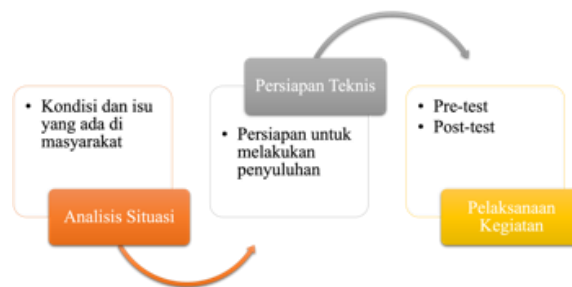 • Kondisi dan isu
yang ada di
masyarakat
Analisis Situasi
Persiapan Teknis
• Persiapan untuk
melakukan
penyuluhan
• Pre-test
• Post-test
Pelaksanaan
Kegiatan